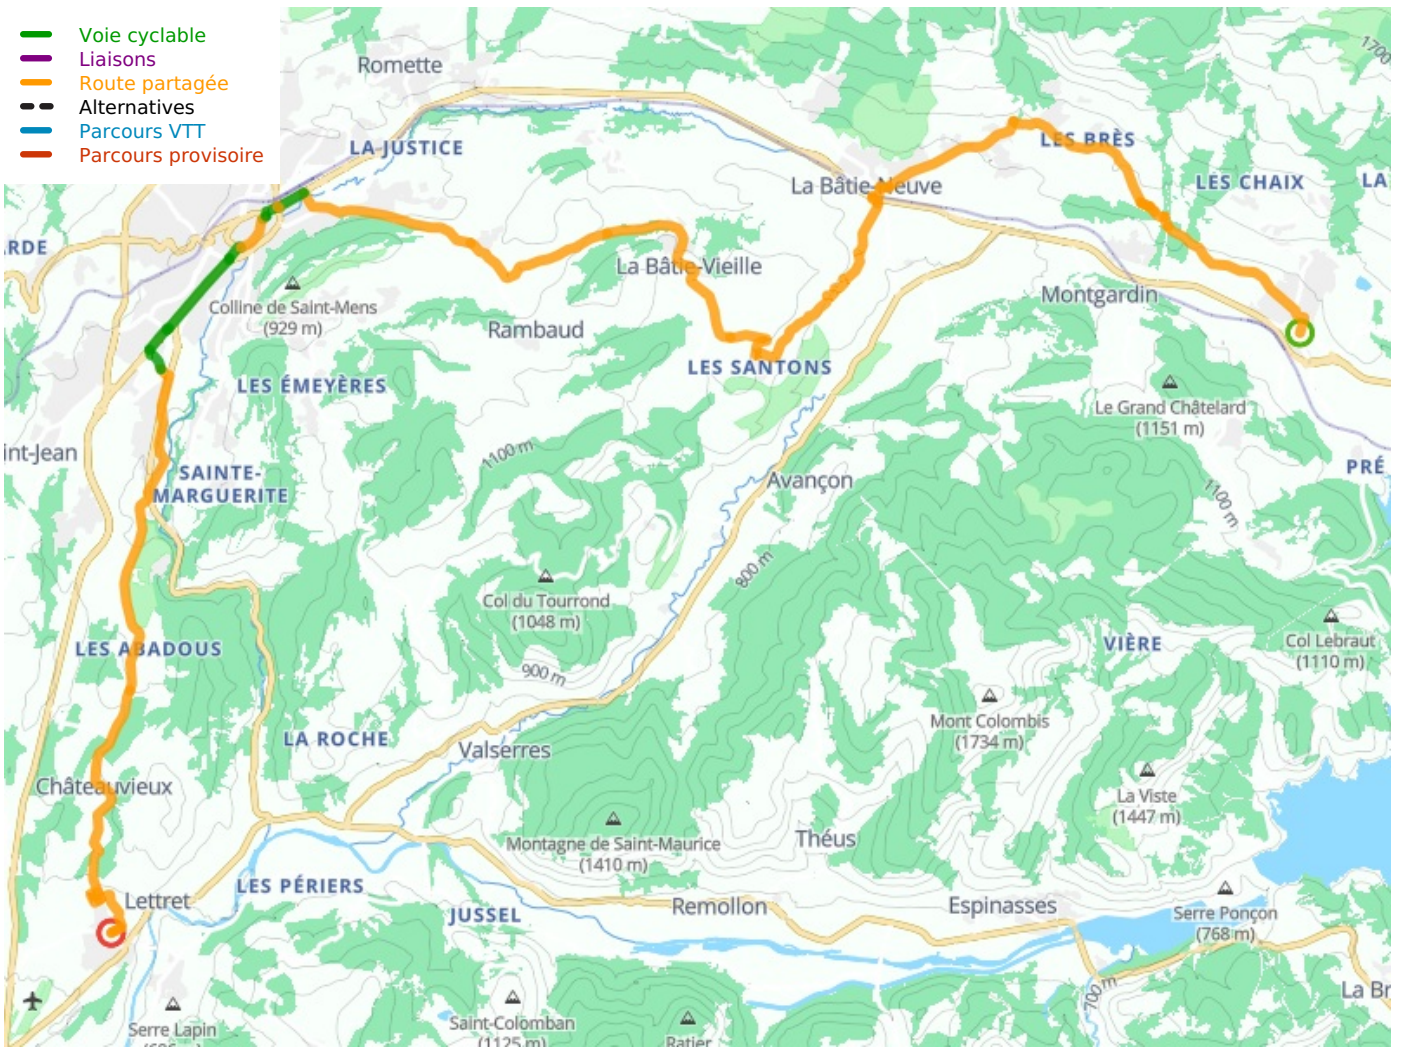 Voie cyclable
Liaisons
Route partagée
Alternatives
Parcours VTT
Parcours provisoire
1700
Romette
LA JUSTICE
LES BRÈS
La Bâtie-Neuve
LES CHAIX
LA
ARDE
La Bâtie-Vieille
Colline de Saint-Mens
(929 m)
Montgardin
Rambaud
LES SANTONS
LES ÉMEYÈRES
Le Grand Châtelard
(1151 m)
int-Jean
1100 m
SAINTE-
MARGUERITE
Avançon
PRÉ
1100 m
800 m
Col du Tourrond
(1048 m)
LES ABADOUS
VIÈRE
Col Lebraut
(1110 m)
900 m
Mont Colombis
(1734 m)
LA ROCHE
Valserres
Châteauvieux
La Viste
(1447 m)
Montagne de Saint-Maurice
(1410 m)
Théus
LES PÉRIERS
Lettret
JUSSEL
Remollon
Espinasses
Serre Ponçon
(768 m)
700 m
La Br
Serre Lapin
Saint-Colomban
(1125 m)
Ratier